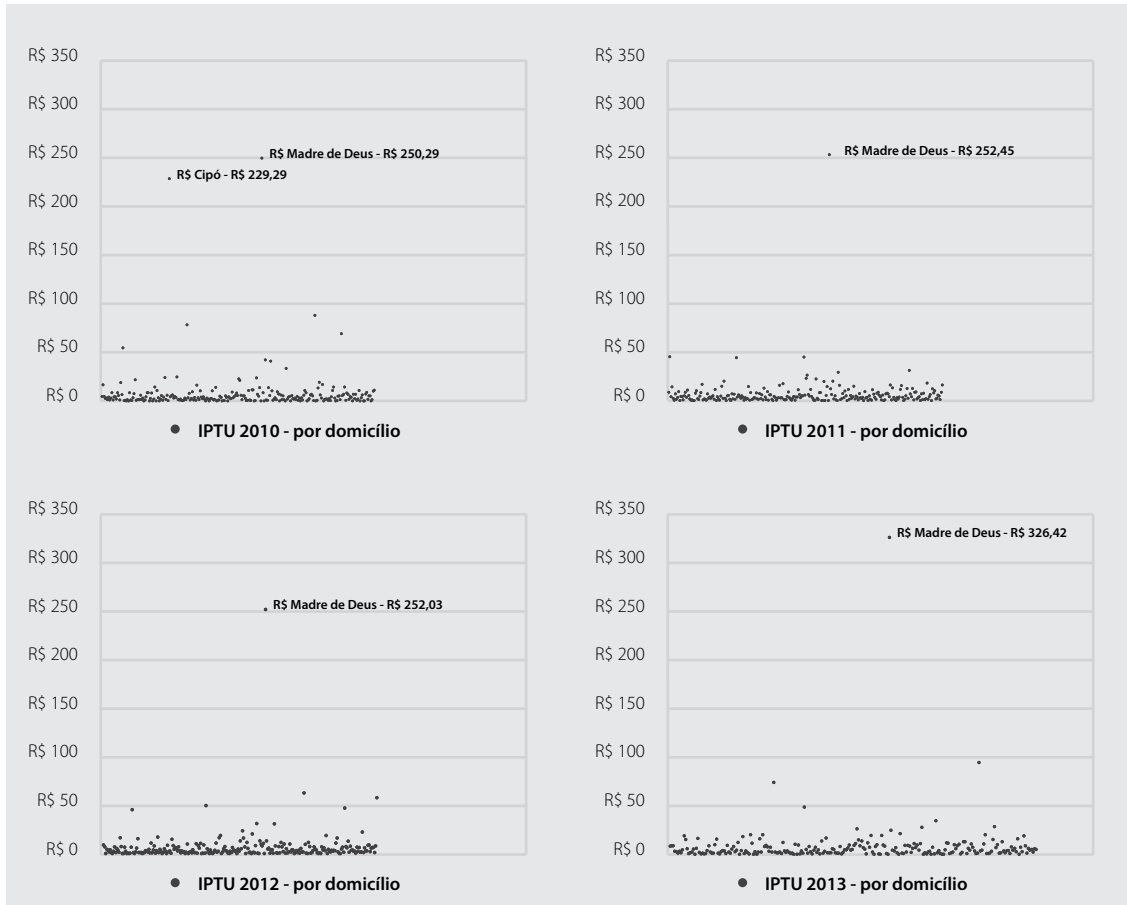 R$ 350
R$ 300
R$ 250
R$ 200
R$ 150
R$ 100
R$ 50
R$ 0
R$ Madre de Deus - R$ 250,29
R$ Cipó - R$ 229,29
IPTU 2010 - por domicílio
R$ 350
R$ 300
R$ 250
R$ 200
R$ 150
R$ 100
R$ 50
R$ 0
R$ Madre de Deus - R$ 252,45
IPTU 2011 - por domicílio
R$ 350
R$ 300
R$ 250
R$ 200
R$ 150
R$ 100
R$ 50
R$ 0
R$ Madre de Deus - R$ 252,03
IPTU 2012 - por domicílio
R$ 350
R$ 300
R$ 250
R$ 200
R$ 150
R$ 100
R$ 50
R$ 0
R$ Madre de Deus - R$ 326,42
IPTU 2013 - por domicílio